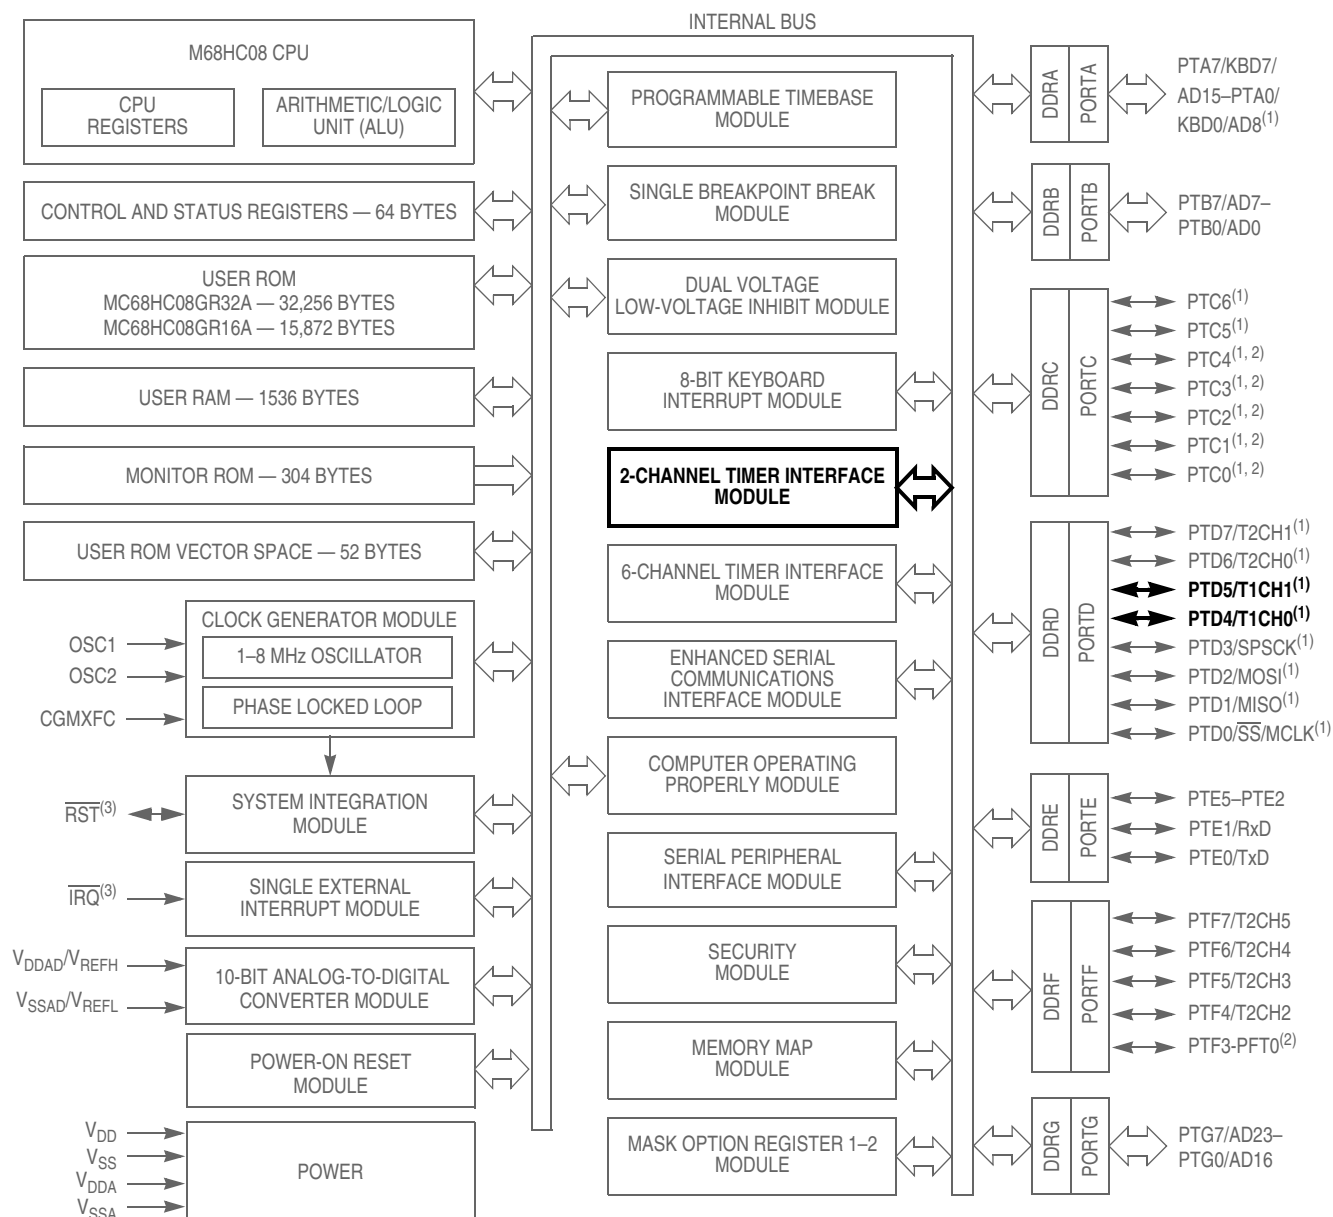 INTERNAL BUS
M68HC08 CPU
CPU
REGISTERS
ARITHMETIC/LOGIC
UNIT (ALU)
CONTROL AND STATUS REGISTERS — 64 BYTES
USER ROM
MC68HC08GR32A — 32,256 BYTES
MC68HC08GR16A — 15,872 BYTES
USER RAM — 1536 BYTES
MONITOR ROM — 304 BYTES
USER ROM VECTOR SPACE — 52 BYTES
CLOCK GENERATOR MODULE
1–8 MHz OSCILLATOR
PHASE LOCKED LOOP
OSC1
OSC2
CGMXFC
SYSTEM INTEGRATION
MODULE
RST(3)
SINGLE EXTERNAL
INTERRUPT MODULE
IRQ(3)
10-BIT ANALOG-TO-DIGITAL
CONVERTER MODULE
VDDAD/VREFH
VSSAD/VREFL
POWER-ON RESET
MODULE
POWER
VDD
VSS
VDDA
VSSA
PROGRAMMABLE TIMEBASE
MODULE
SINGLE BREAKPOINT BREAK
MODULE
DUAL VOLTAGE
LOW-VOLTAGE INHIBIT MODULE
8-BIT KEYBOARD
INTERRUPT MODULE
2-CHANNEL TIMER INTERFACE
MODULE
6-CHANNEL TIMER INTERFACE
MODULE
ENHANCED SERIAL
COMMUNICATIONS
INTERFACE MODULE
COMPUTER OPERATING
PROPERLY MODULE
SERIAL PERIPHERAL
INTERFACE MODULE
SECURITY
MODULE
MEMORY MAP
MODULE
MASK OPTION REGISTER 1–2
MODULE
DDRA
PORTA
PTA7/KBD7/
AD15–PTA0/
KBD0/AD8(1)
DDRB
PORTB
PTB7/AD7–
PTB0/AD0
DDRC
PORTC
PTC6(1)
PTC5(1)
PTC4(1, 2)
PTC3(1, 2)
PTC2(1, 2)
PTC1(1, 2)
PTC0(1, 2)
DDRD
PORTD
PTD7/T2CH1(1)
PTD6/T2CH0(1)
PTD5/T1CH1(1)
PTD4/T1CH0(1)
PTD3/SPSCK(1)
PTD2/MOSI(1)
PTD1/MISO(1)
PTD0/SS/MCLK(1)
DDRE
PORTE
PTE5–PTE2
PTE1/RxD
PTE0/TxD
DDRF
PORTF
PTF7/T2CH5
PTF6/T2CH4
PTF5/T2CH3
PTF4/T2CH2
PTF3-PFT0(2)
DDRG
PORTG
PTG7/AD23–
PTG0/AD16